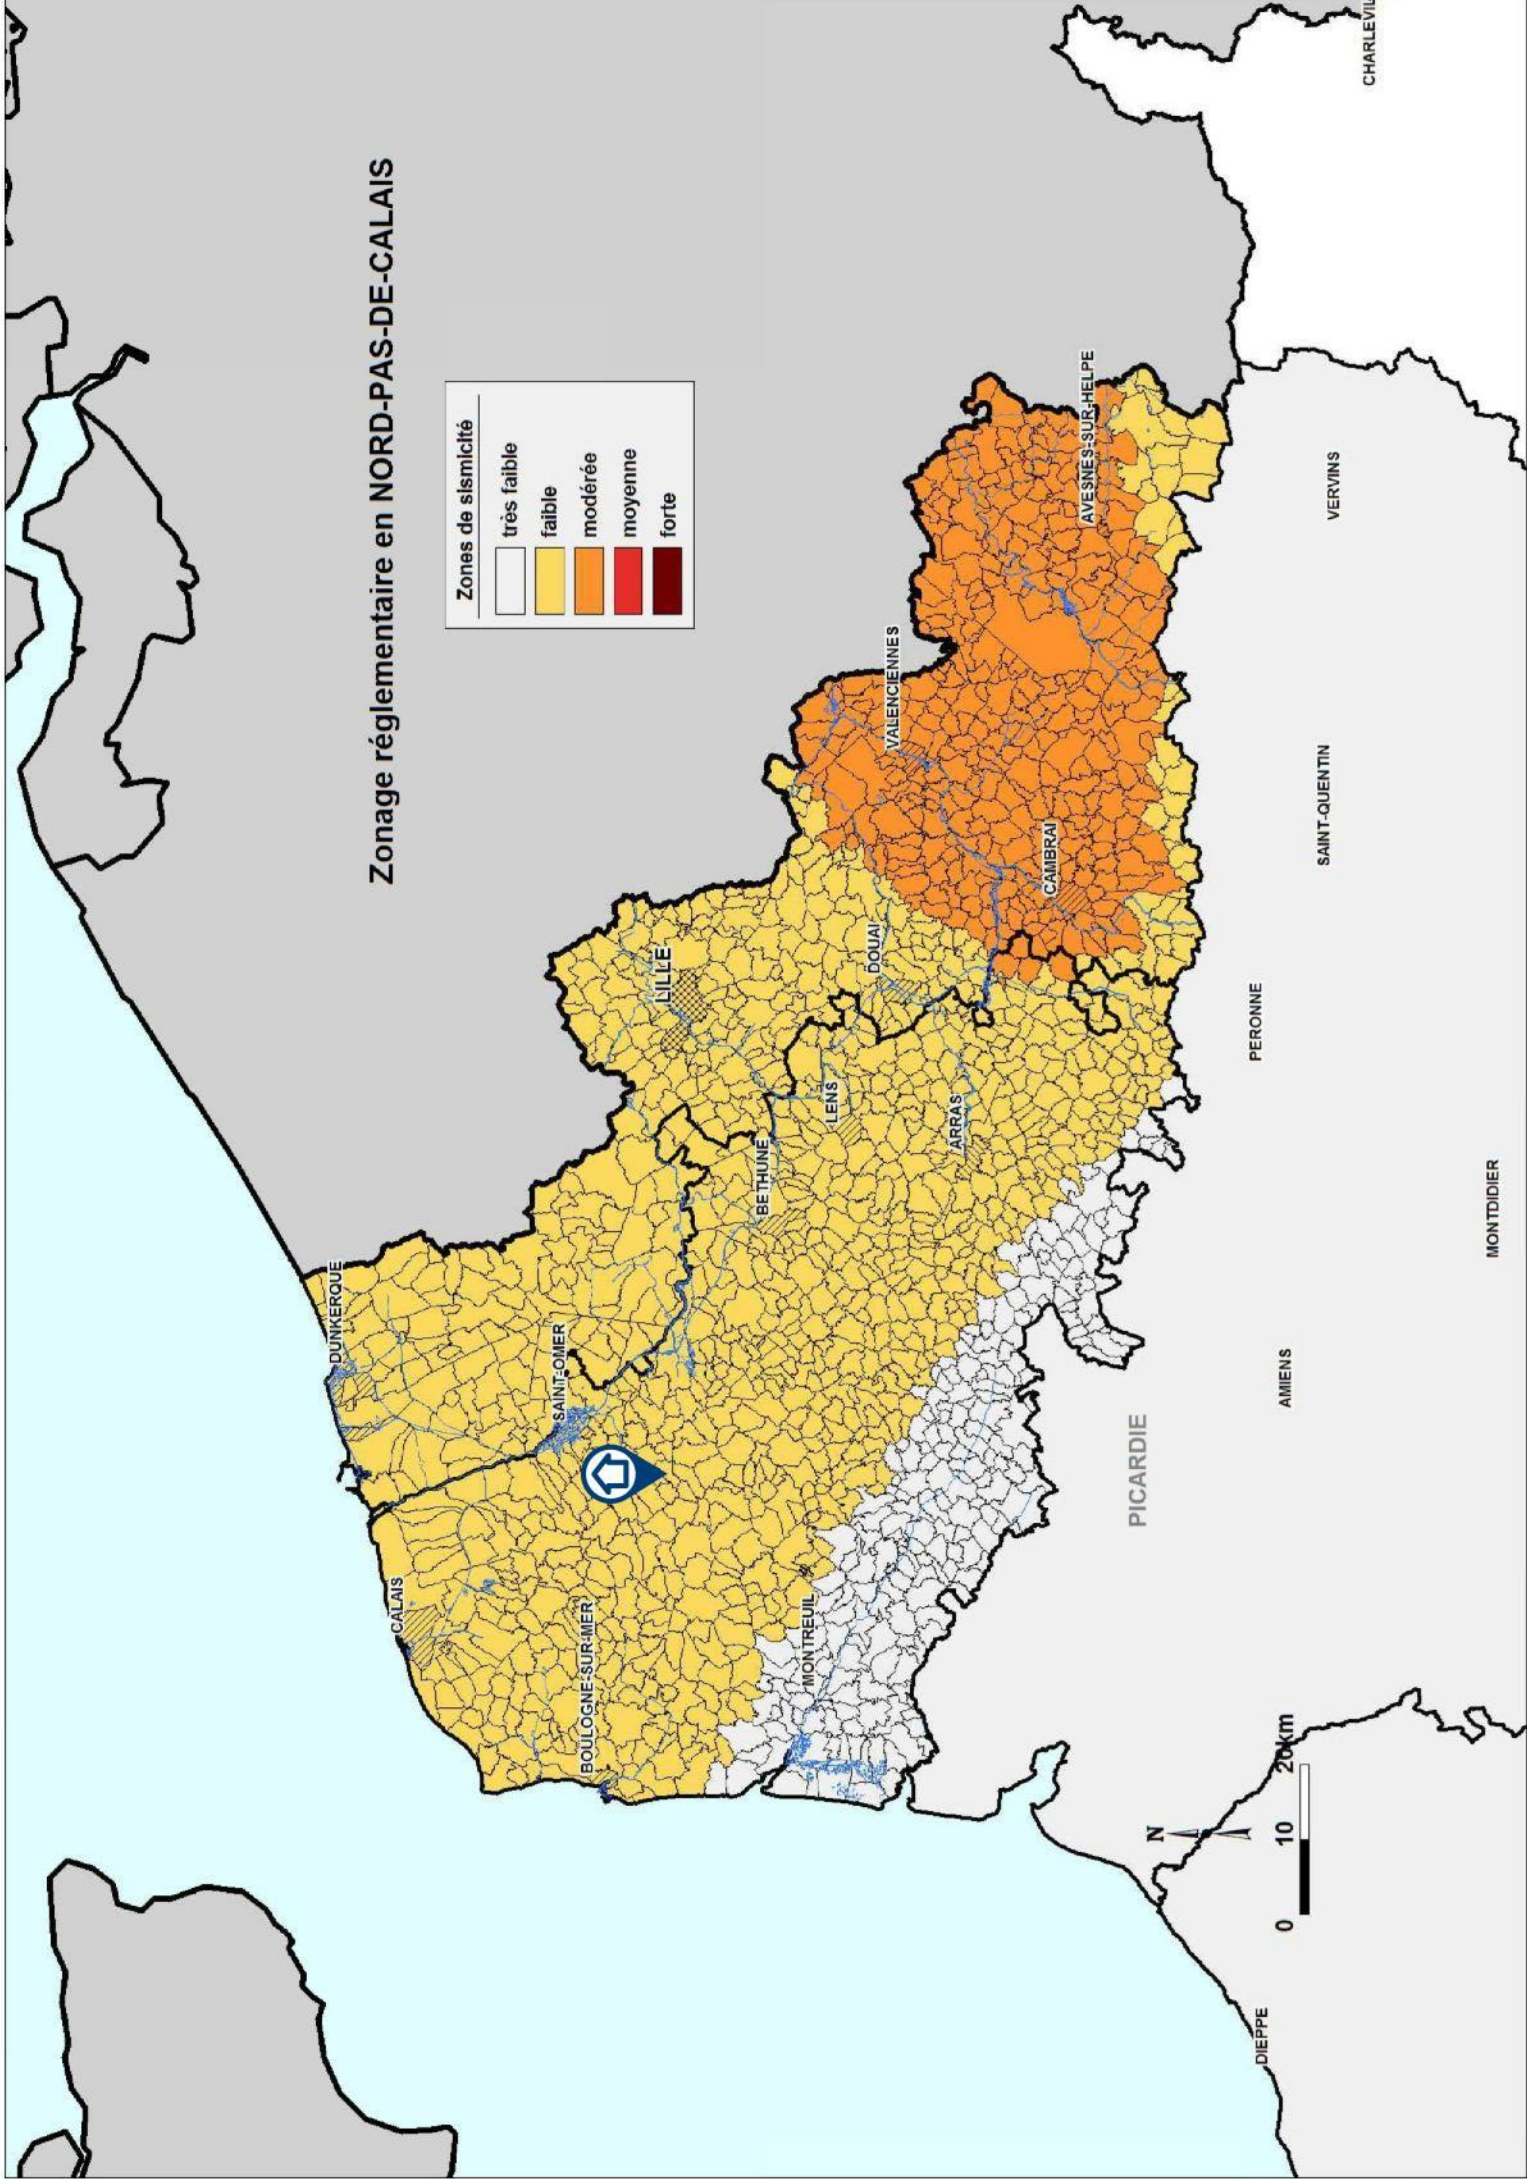 Zonage réglementaire en NORD-PAS-DE-CALAIS
Zones de sismicité
très faible
faible
modérée
moyenne
forte
DUNKERQUE
CALAIS
SAINT-OMER
BOULOGNE-SUR-MER
LILLE
BETHUNE
MONTREUIL
LENS
DOUAI
VALENCIENNES
ARRAS
CAMBRAI
AVESNES-SUR-HELPE
PICARDIE
N
0 10 20km
DIEPPE
AMIENS
PERONNE
SAINT-QUENTIN
VERVINS
CHARLEVIL
MONTDIDIER